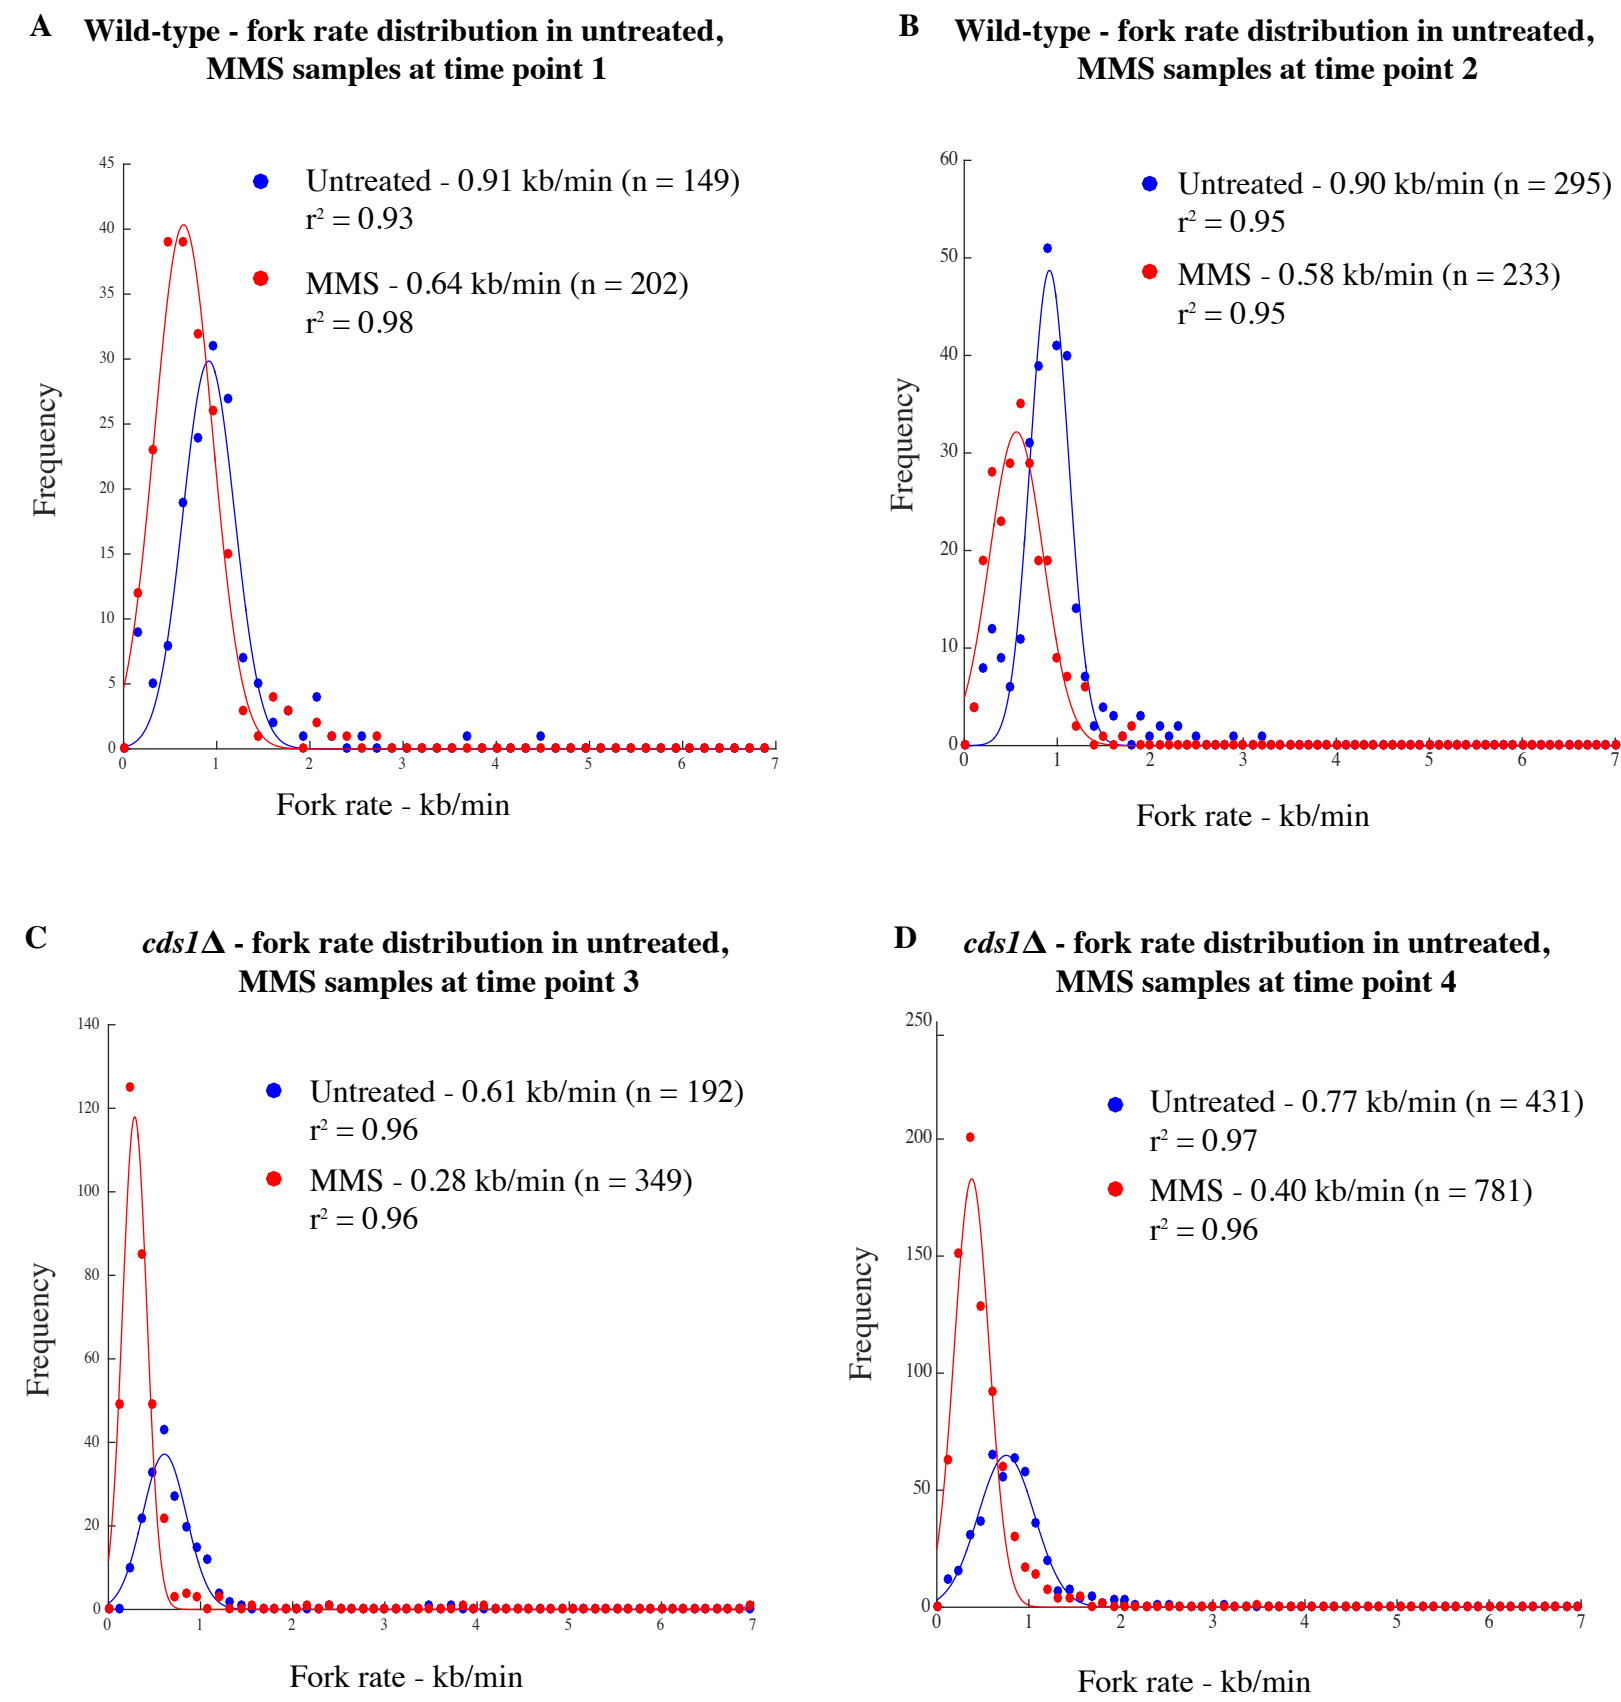 A Wild-type - fork rate distribution in untreated,
MMS samples at time point 1
45
40
35
30
25
20
15
10
5
0
0 1 2 3 4 5 6 7
Frequency
Fork rate - kb/min
Untreated - 0.91 kb/min (n = 149)
r² = 0.93
MMS - 0.64 kb/min (n = 202)
r² = 0.98
B Wild-type - fork rate distribution in untreated,
MMS samples at time point 2
60
50
40
30
20
10
0
0 1 2 3 4 5 6 7
Frequency
Fork rate - kb/min
Untreated - 0.90 kb/min (n = 295)
r² = 0.95
MMS - 0.58 kb/min (n = 233)
r² = 0.95
C cds1Δ - fork rate distribution in untreated,
MMS samples at time point 3
140
120
100
80
60
40
20
0
0 1 2 3 4 5 6 7
Frequency
Fork rate - kb/min
Untreated - 0.61 kb/min (n = 192)
r² = 0.96
MMS - 0.28 kb/min (n = 349)
r² = 0.96
D cds1Δ - fork rate distribution in untreated,
MMS samples at time point 4
250
200
150
100
50
0
0 1 2 3 4 5 6 7
Frequency
Fork rate - kb/min
Untreated - 0.77 kb/min (n = 431)
r² = 0.97
MMS - 0.40 kb/min (n = 781)
r² = 0.96